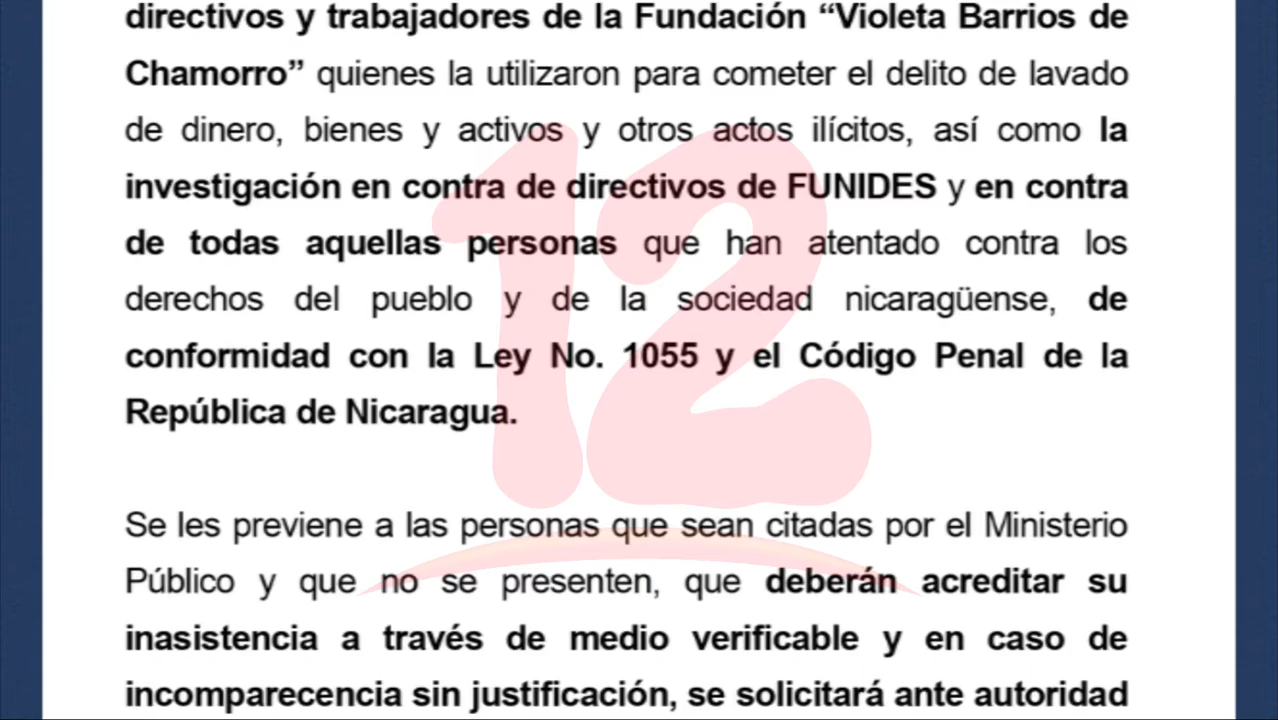 directivos y trabajadores de la Fundación “Violeta Barrios de
Chamorro” quienes la utilizaron para cometer el delito de lavado
de dinero, bienes y activos y otros actos ilícitos, así como la
investigación en contra de directivos de FUNIDES y en contra
de todas aquellas personas que han atentado contra los
derechos del pueblo y de la sociedad nicaragüense, de
conformidad con la Ley No. 1055 y el Código Penal de la
República de Nicaragua.
Se les previene a las personas que sean citadas por el Ministerio
Público y que no se presenten, que deberán acreditar su
inasistencia a través de medio verificable y en caso de
incomparecencia sin justificación, se solicitará ante autoridad
12